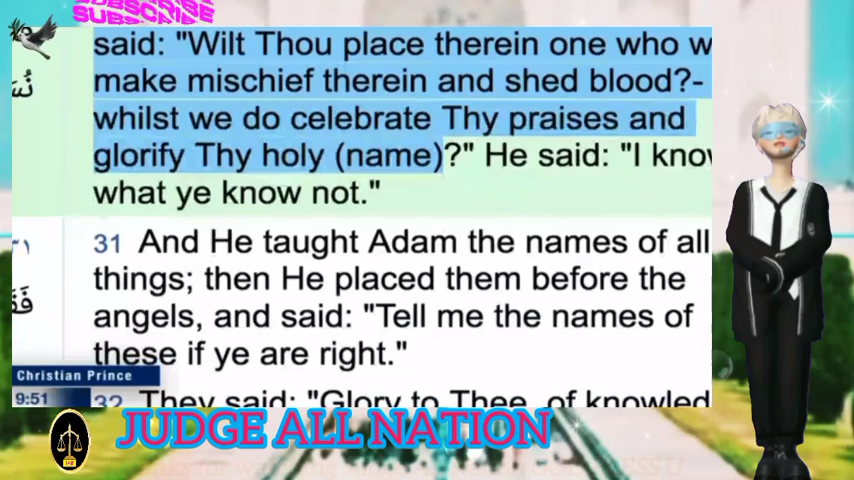 SUBSCRIBE
SUBSCRIBE
said: "Wilt Thou place therein one who w
make mischief therein and shed blood?-
whilst we do celebrate Thy praises and
glorify Thy holy (name)?" He said: "I know
what ye know not."
31 And He taught Adam the names of all
things; then He placed them before the
angels, and said: "Tell me the names of
these if ye are right."
Christian Prince
9:51
32 They said: "Glory to Thee, of knowled
JUDGE ALL NATION